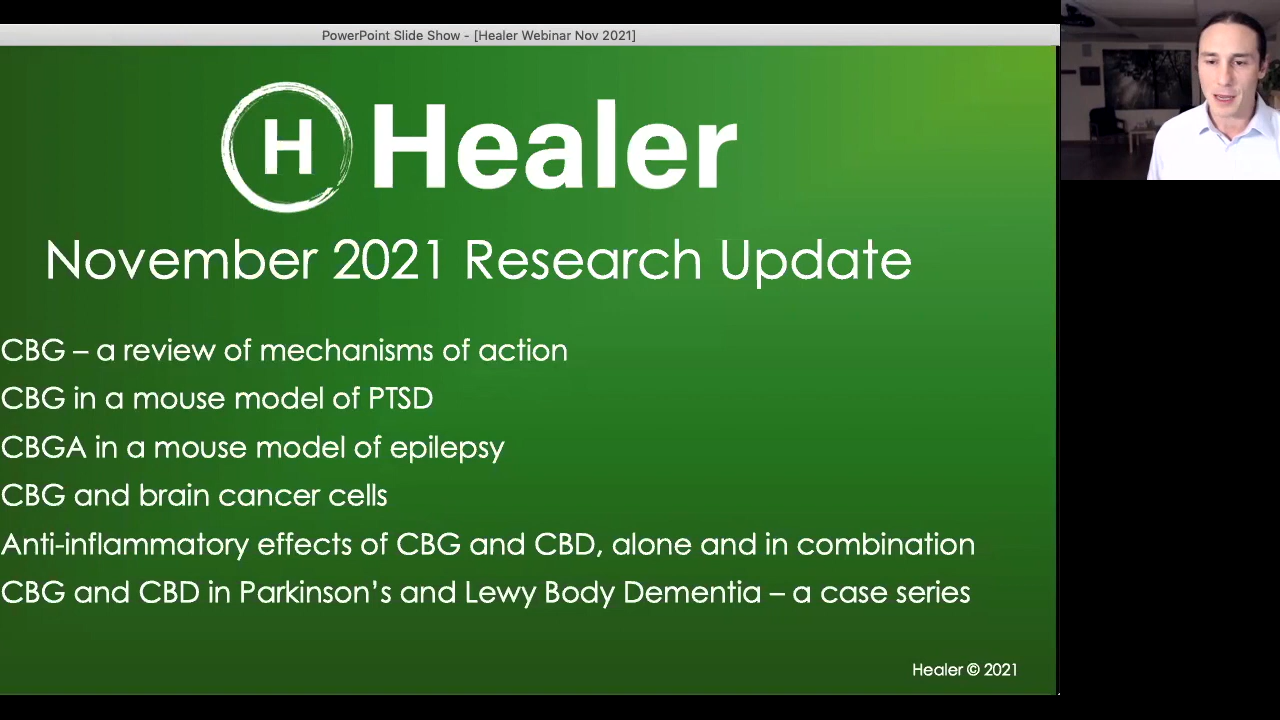 PowerPoint Slide Show - [Healer Webinar Nov 2021]
H Healer
November 2021 Research Update
CBG – a review of mechanisms of action
CBG in a mouse model of PTSD
CBGA in a mouse model of epilepsy
CBG and brain cancer cells
Anti-inflammatory effects of CBG and CBD, alone and in combination
CBG and CBD in Parkinson’s and Lewy Body Dementia – a case series
Healer © 2021